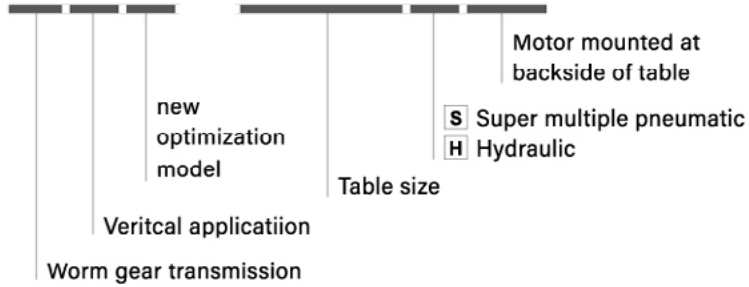 Motor mounted at
backside of table
new
optimization
model
S Super multiple pneumatic
H Hydraulic
Table size
Veritcal applicatiion
Worm gear transmission